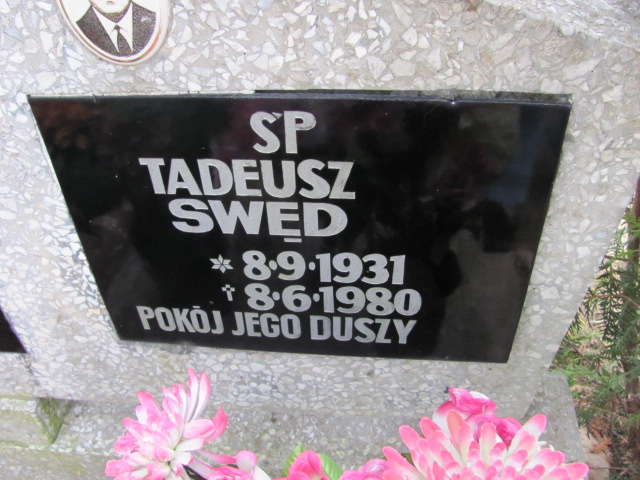 ŚP
TADEUSZ
SWĘD
* 8·9·1931
† 8·6·1980
POKÓJ JEGO DUSZY